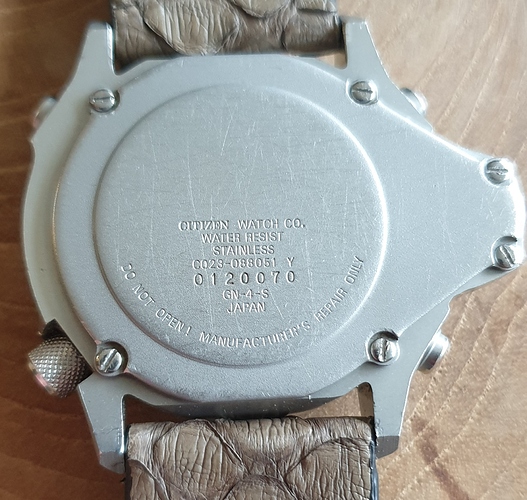 CITIZEN WATCH CO.
WATER RESIST
STAINLESS
C023-088051 Y
0120070
GN-4-S
JAPAN
DO NOT OPEN! MANUFACTURER'S REPAIR ONLY